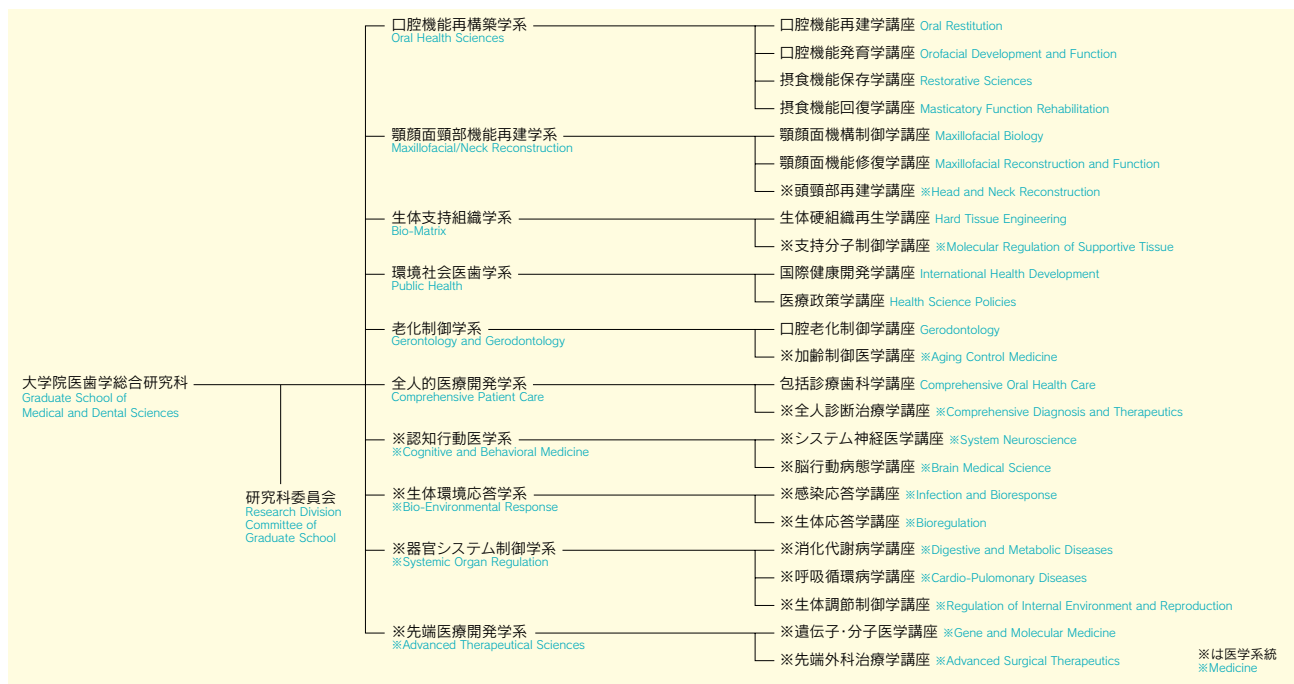 口腔機能再構築学系
Oral Health Sciences
口腔機能再建学講座 Oral Restitution
口腔機能発育学講座 Orofacial Development and Function
摂食機能保存学講座 Restorative Sciences
摂食機能回復学講座 Masticatory Function Rehabilitation
顎顔面頸部機能再建学系
Maxillofacial/Neck Reconstruction
顎顔面機構制御学講座 Maxillofacial Biology
顎顔面機能修復学講座 Maxillofacial Reconstruction and Function
※頭頸部再建学講座 ※Head and Neck Reconstruction
生体支持組織学系
Bio-Matrix
生体硬組織再生学講座 Hard Tissue Engineering
※支持分子制御学講座 ※Molecular Regulation of Supportive Tissue
環境社会医歯学系
Public Health
国際健康開発学講座 International Health Development
医療政策学講座 Health Science Policies
老化制御学系
Gerontology and Gerodontology
口腔老化制御学講座 Gerodontology
※加齢制御医学講座 ※Aging Control Medicine
大学院医歯学総合研究科
Graduate School of
Medical and Dental Sciences
全人的医療開発学系
Comprehensive Patient Care
包括診療歯科学講座 Comprehensive Oral Health Care
※全人診断治療学講座 ※Comprehensive Diagnosis and Therapeutics
※認知行動医学系
※Cognitive and Behavioral Medicine
※システム神経医学講座 ※System Neuroscience
※脳行動病態学講座 ※Brain Medical Science
研究科委員会
Research Division
Committee of
Graduate School
※生体環境応答学系
※Bio-Environmental Response
※感染応答学講座 ※Infection and Bioresponse
※生体応答学講座 ※Bioregulation
※器官システム制御学系
※Systemic Organ Regulation
※消化代謝病学講座 ※Digestive and Metabolic Diseases
※呼吸循環病学講座 ※Cardio-Pulomonary Diseases
※生体調節制御学講座 ※Regulation of Internal Environment and Reproduction
※先端医療開発学系
※Advanced Therapeutical Sciences
※遺伝子・分子医学講座 ※Gene and Molecular Medicine
※先端外科治療学講座 ※Advanced Surgical Therapeutics
※は医学系統
※Medicine